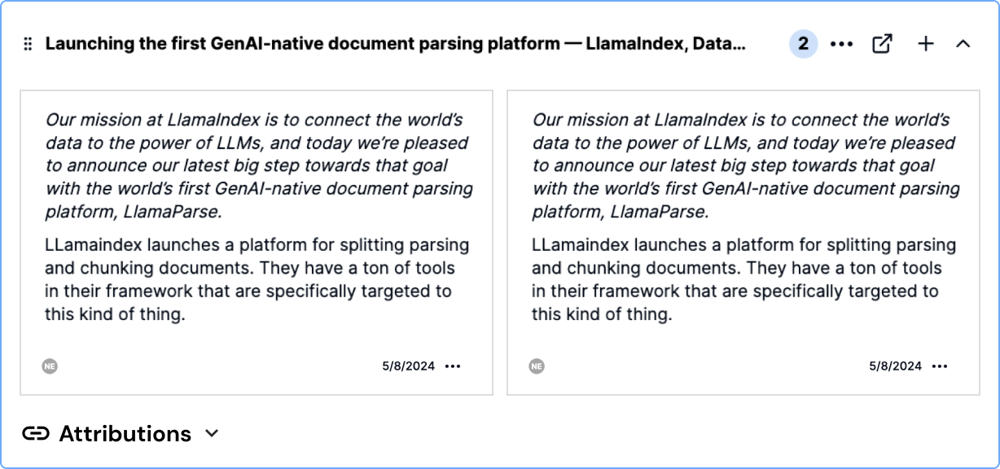 Launching the first GenAI-native document parsing platform — LlamaIndex, Data...
2
Our mission at LlamaIndex is to connect the world's
data to the power of LLMs, and today we're pleased
to announce our latest big step towards that goal
with the world's first GenAI-native document parsing
platform, LlamaParse.
LLamaindex launches a platform for splitting parsing
and chunking documents. They have a ton of tools
in their framework that are specifically targeted to
this kind of thing.
NE
5/8/2024
Our mission at LlamaIndex is to connect the world's
data to the power of LLMs, and today we're pleased
to announce our latest big step towards that goal
with the world's first GenAI-native document parsing
platform, LlamaParse.
LLamaindex launches a platform for splitting parsing
and chunking documents. They have a ton of tools
in their framework that are specifically targeted to
this kind of thing.
NE
5/8/2024
Attributions